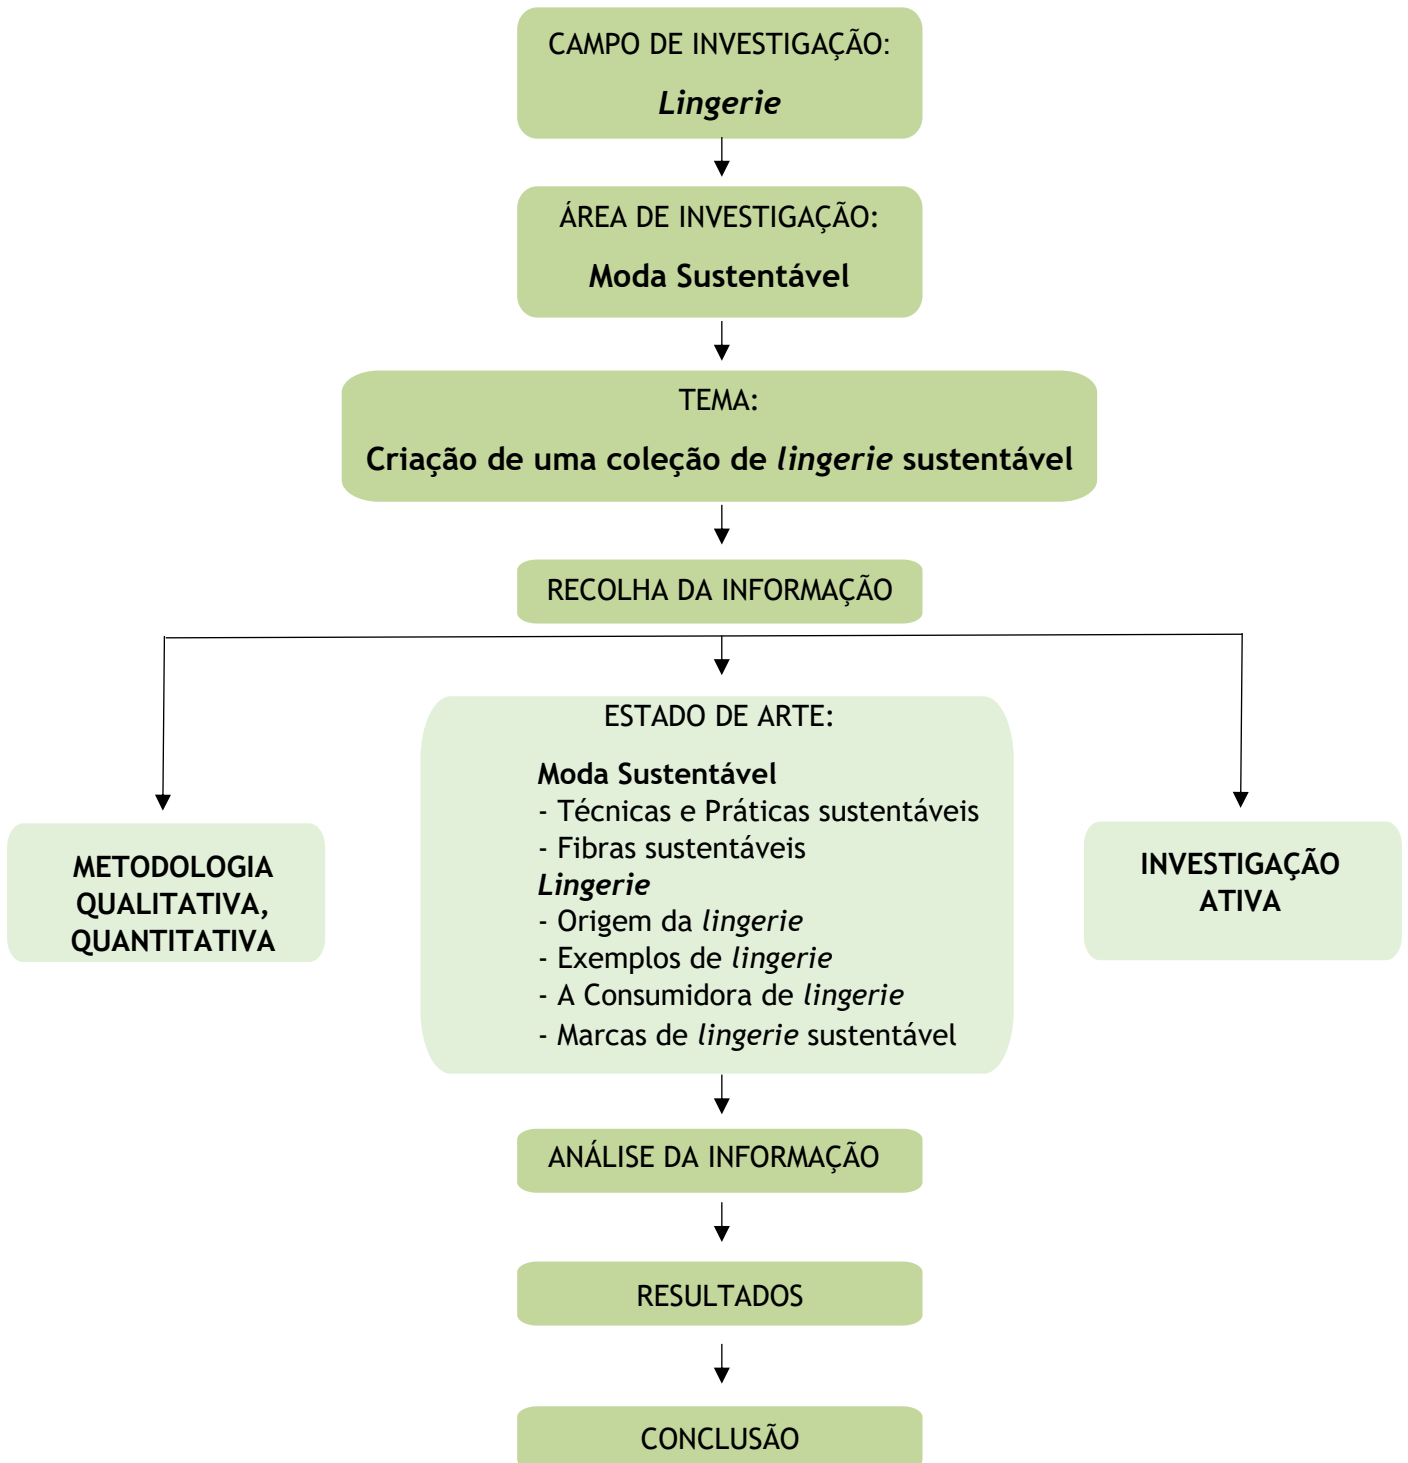 CAMPO DE INVESTIGAÇÃO:
Lingerie
ÁREA DE INVESTIGAÇÃO:
Moda Sustentável
TEMA:
Criação de uma coleção de lingerie sustentável
RECOLHA DA INFORMAÇÃO
METODOLOGIA
QUALITATIVA,
QUANTITATIVA
ESTADO DE ARTE:
Moda Sustentável
- Técnicas e Práticas sustentáveis
- Fibras sustentáveis
Lingerie
- Origem da lingerie
- Exemplos de lingerie
- A Consumidora de lingerie
- Marcas de lingerie sustentável
INVESTIGAÇÃO
ATIVA
ANÁLISE DA INFORMAÇÃO
RESULTADOS
CONCLUSÃO